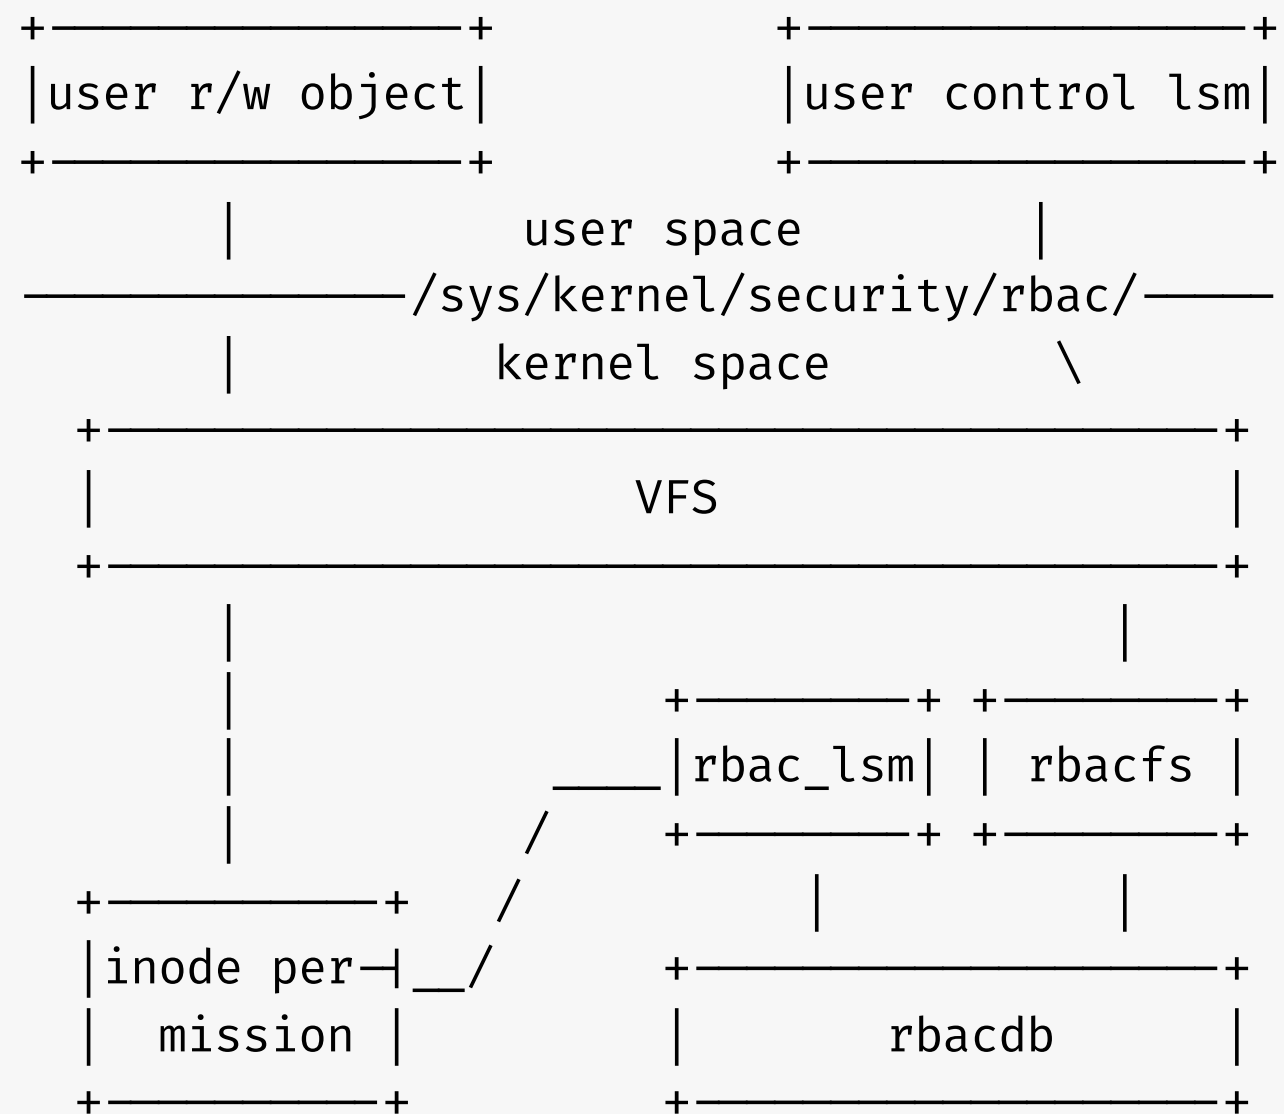 user r/w object user control lsm
user space
/sys/kernel/security/rbac/
kernel space
VFS
rbac_lsm rbacfs
inode per-
mission rbacdb